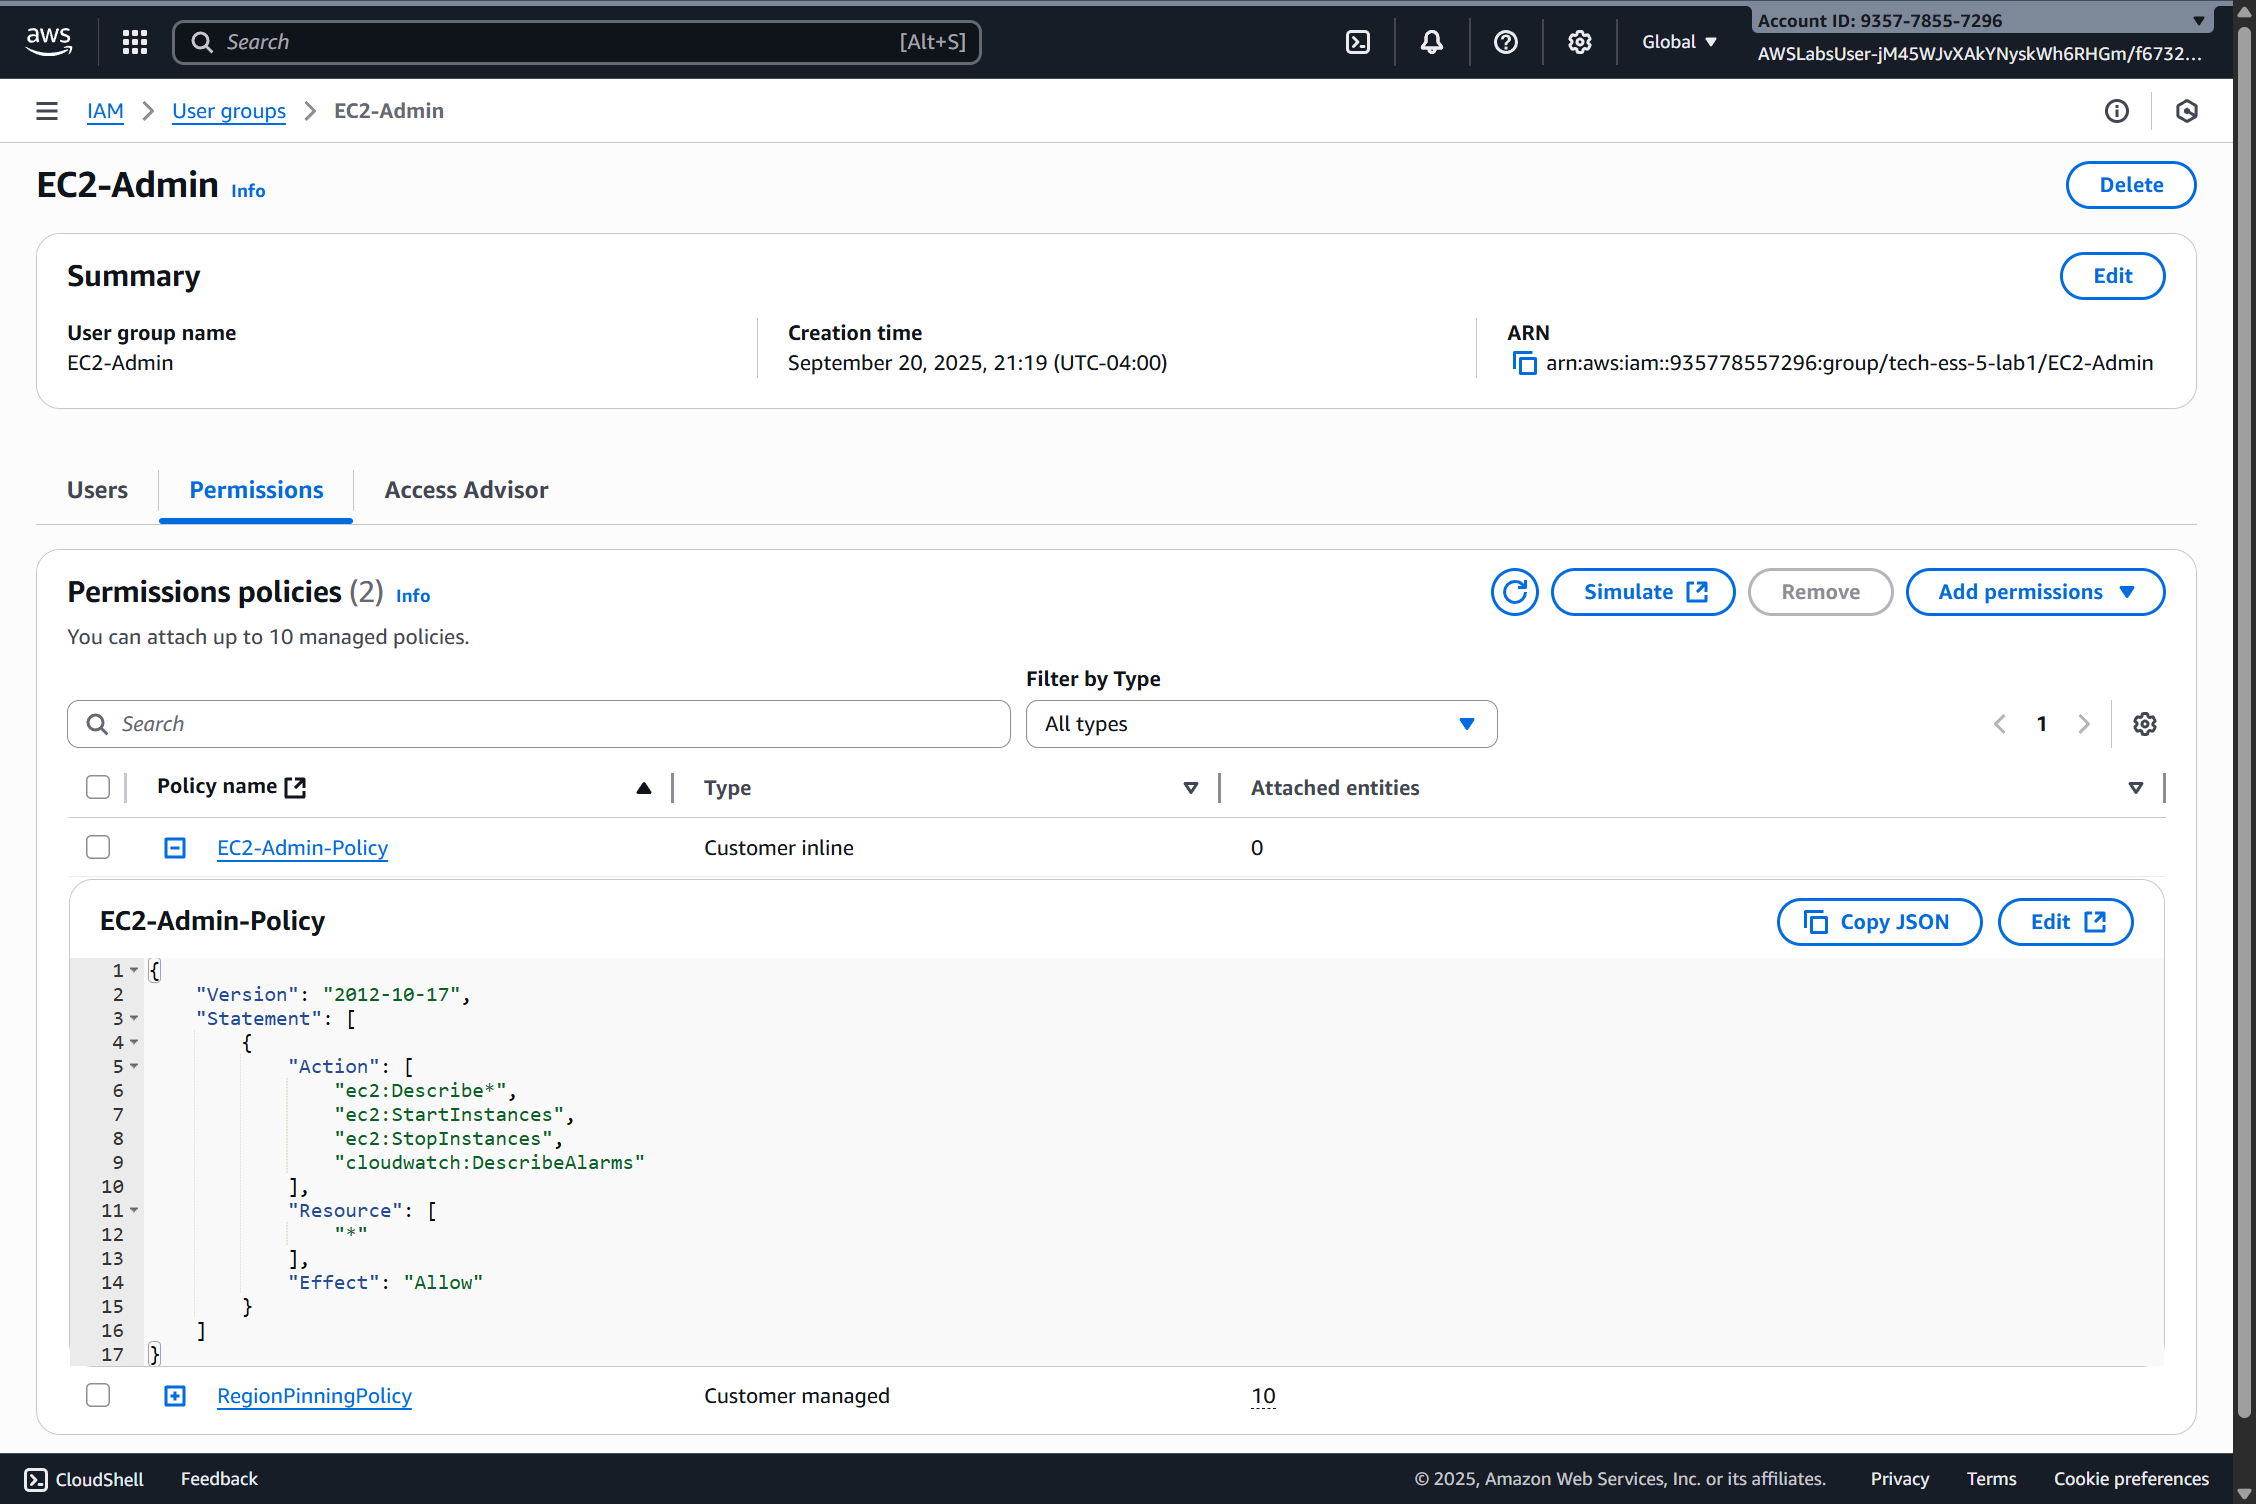 aws
Search
[Alt+S]
Global
Account ID: 9357-7855-7296
AWSLabsUser-jM45WJvXAkYNyskWh6RHGm/f6732...
IAM
User groups
EC2-Admin
EC2-Admin
Info
Delete
Summary
Edit
User group name
EC2-Admin
Creation time
September 20, 2025, 21:19 (UTC-04:00)
ARN
arn:aws:iam::935778557296:group/tech-ess-5-lab1/EC2-Admin
Users
Permissions
Access Advisor
Permissions policies (2)
Info
Simulate
Remove
Add permissions
You can attach up to 10 managed policies.
Filter by Type
Search
All types
1
Policy name
Type
Attached entities
EC2-Admin-Policy
Customer inline
0
EC2-Admin-Policy
Copy JSON
Edit
1 {
2     "Version": "2012-10-17",
3     "Statement": [
4         {
5             "Action": [
6                 "ec2:Describe*",
7                 "ec2:StartInstances",
8                 "ec2:StopInstances",
9                 "cloudwatch:DescribeAlarms"
10             ],
11             "Resource": [
12                 "*"
13             ],
14             "Effect": "Allow"
15         }
16     ]
17 }
RegionPinningPolicy
Customer managed
10
CloudShell
Feedback
© 2025, Amazon Web Services, Inc. or its affiliates.
Privacy
Terms
Cookie preferences